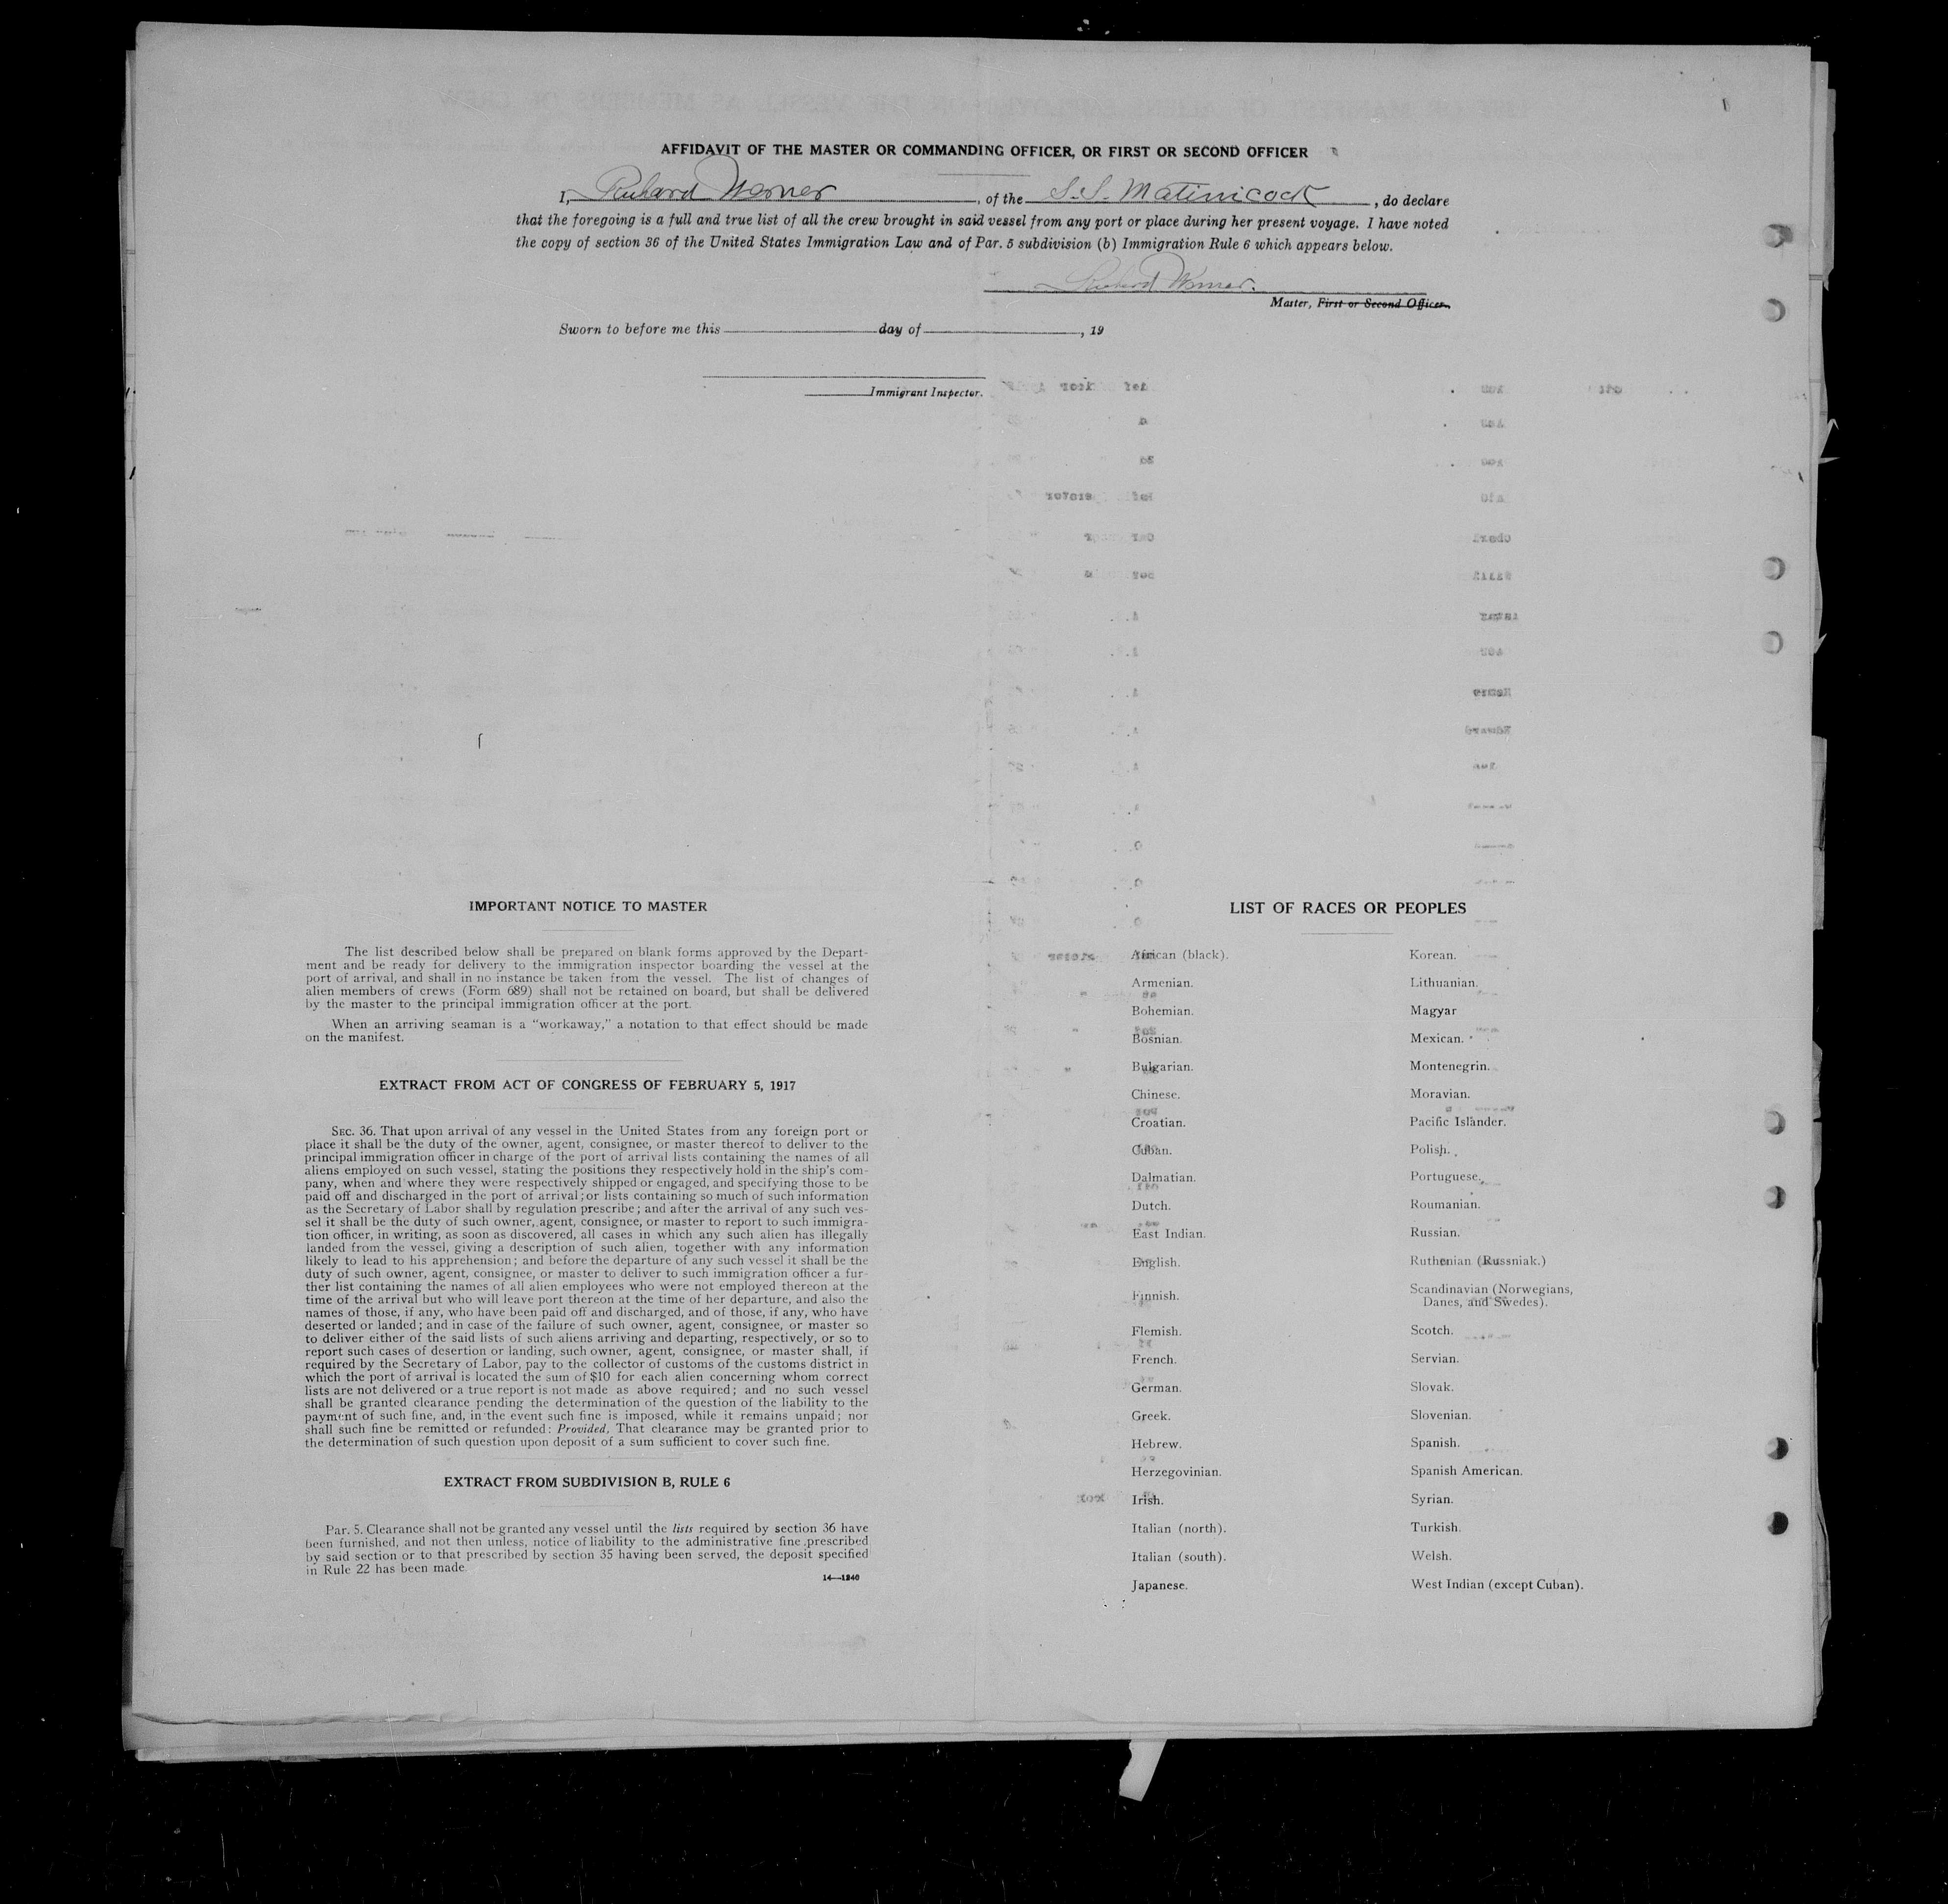 AFFIDAVIT OF THE MASTER OR COMMANDING OFFICER, OR FIRST OR SECOND OFFICER
I, Richard Werner, of the S.S. Matinicock, do declare
that the foregoing is a full and true list of all the crew brought in said vessel from any port or place during her present voyage. I have noted
the copy of section 36 of the United States Immigration Law and of Par. 5 subdivision (b) Immigration Rule 6 which appears below.
Richard Werner.
Master, First or Second Officer.
Sworn to before me this day of , 19
Immigrant Inspector.
IMPORTANT NOTICE TO MASTER
The list described below shall be prepared on blank forms approved by the Depart-
ment and be ready for delivery to the immigration inspector boarding the vessel at the
port of arrival, and shall in no instance be taken from the vessel. The list of changes of
alien members of crews (Form 689) shall not be retained on board, but shall be delivered
by the master to the principal immigration officer at the port.
When an arriving seaman is a “workaway,” a notation to that effect should be made
on the manifest.
EXTRACT FROM ACT OF CONGRESS OF FEBRUARY 5, 1917
SEC. 36. That upon arrival of any vessel in the United States from any foreign port or
place it shall be the duty of the owner, agent, consignee, or master thereof to deliver to the
principal immigration officer in charge of the port of arrival lists containing the names of all
aliens employed on such vessel, stating the positions they respectively hold in the ship's com-
pany, when and where they were respectively shipped or engaged, and specifying those to be
paid off and discharged in the port of arrival; or lists containing so much of such information
as the Secretary of Labor shall by regulation prescribe; and after the arrival of any such ves-
sel it shall be the duty of such owner, agent, consignee, or master to report to such immigra-
tion officer, in writing, as soon as discovered, all cases in which any such alien has illegally
landed from the vessel, giving a description of such alien, together with any information
likely to lead to his apprehension; and before the departure of any such vessel it shall be the
duty of such owner, agent, consignee, or master to deliver to such immigration officer a fur-
ther list containing the names of all alien employees who were not employed thereon at the
time of the arrival but who will leave port thereon at the time of her departure, and also the
names of those, if any, who have been paid off and discharged, and of those, if any, who have
deserted or landed; and in case of the failure of such owner, agent, consignee, or master so
to deliver either of the said lists of such aliens arriving and departing, respectively, or so to
report such cases of desertion or landing, such owner, agent, consignee, or master shall, if
required by the Secretary of Labor, pay to the collector of customs of the customs district in
which the port of arrival is located the sum of $10 for each alien concerning whom correct
lists are not delivered or a true report is not made as above required; and no such vessel
shall be granted clearance pending the determination of the question of the liability to the
payment of such fine, and, in the event such fine is imposed, while it remains unpaid; nor
shall such fine be remitted or refunded: Provided, That clearance may be granted prior to
the determination of such question upon deposit of a sum sufficient to cover such fine.
EXTRACT FROM SUBDIVISION B, RULE 6
Par. 5. Clearance shall not be granted any vessel until the lists required by section 36 have
been furnished, and not then unless, notice of liability to the administrative fine prescribed
by said section or to that prescribed by section 35 having been served, the deposit specified
in Rule 22 has been made.
14—1240
LIST OF RACES OR PEOPLES
African (black).
Armenian.
Bohemian.
Bosnian.
Bulgarian.
Chinese.
Croatian.
Cuban.
Dalmatian.
Dutch.
East Indian.
English.
Finnish.
Flemish.
French.
German.
Greek.
Hebrew.
Herzegovinian.
Irish.
Italian (north).
Italian (south).
Japanese.
Korean.
Lithuanian.
Magyar
Mexican.
Montenegrin.
Moravian.
Pacific Islander.
Polish.
Portuguese.
Roumanian.
Russian.
Ruthenian (Russniak.)
Scandinavian (Norwegians,
Danes, and Swedes).
Scotch.
Servian.
Slovak.
Slovenian.
Spanish.
Spanish American.
Syrian.
Turkish.
Welsh.
West Indian (except Cuban).